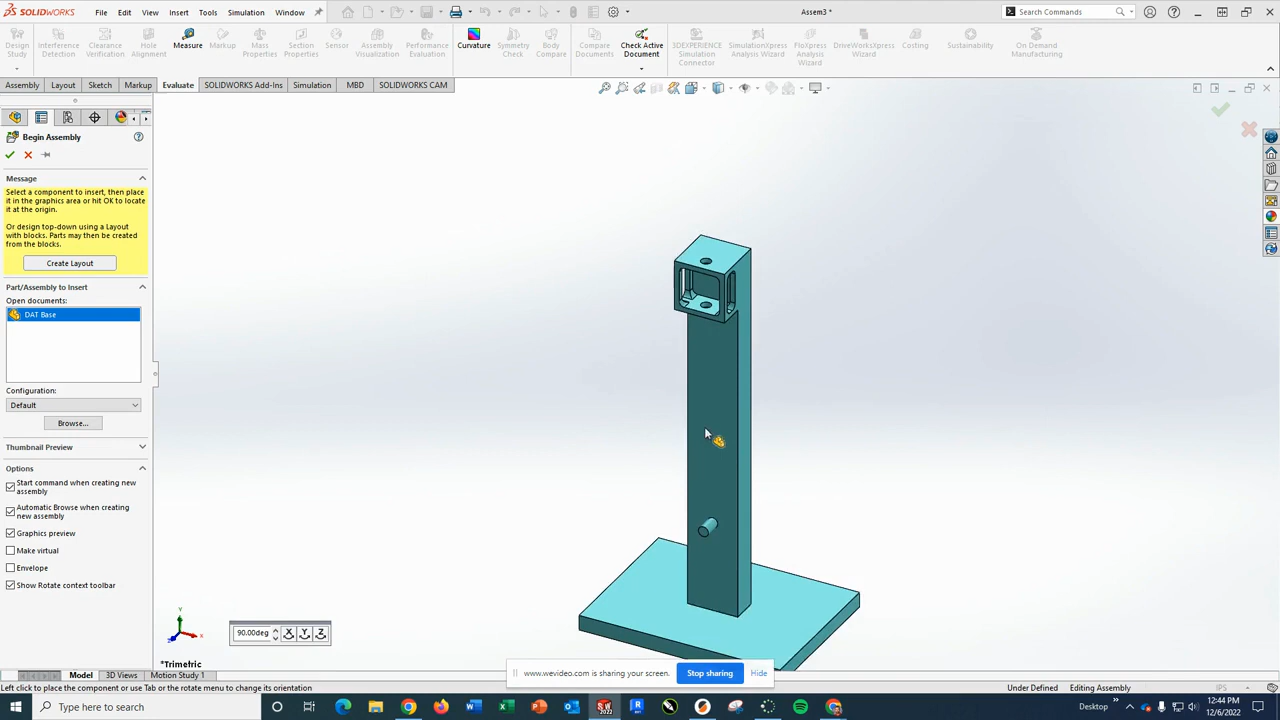 SOLIDWORKS File Edit View Insert Tools Simulation Window Assem3 * Search Commands
Design Study Interference Detection Clearance Verification Hole Alignment Measure Markup Mass Properties Section Properties Sensor Assembly Visualization Performance Evaluation Curvature Symmetry Check Body Compare Compare Documents Check Active Document 3DEXPERIENCE Simulation Connector SimulationXpress Analysis Wizard FloXpress Analysis Wizard DriveWorksXpress Wizard Costing Sustainability On Demand Manufacturing
Assembly Layout Sketch Markup Evaluate SOLIDWORKS Add-Ins Simulation MBD SOLIDWORKS CAM
Begin Assembly
Message
Select a component to insert, then place
it in the graphics area or hit OK to locate
it at the origin.
Or design top-down using a Layout
with blocks. Parts may then be created
from the blocks.
Create Layout
Part/Assembly to Insert
Open documents:
DAT Base
Configuration:
Default
Browse...
Thumbnail Preview
Options
Start command when creating new
assembly
Automatic Browse when creating
new assembly
Graphics preview
Make virtual
Envelope
Show Rotate context toolbar
90.00deg X Y Z
Y
X
Z
*Trimetric
www.wevideo.com is sharing your screen. Stop sharing Hide
Model 3D Views Motion Study 1
Left click to place the component or use Tab or the rotate menu to change its orientation Under Defined Editing Assembly IPS
Type here to search Desktop 12:44 PM
12/6/2022